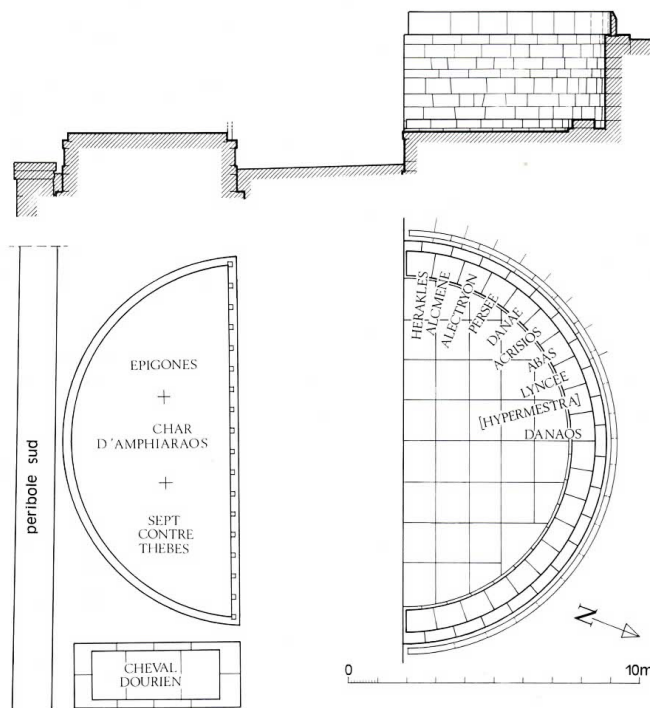 EPIGONES
CHAR
D'AMPHIARAOS
SEPT
CONTRE
THEBES
peribole sud
CHEVAL
DOURIEN
HERAKLES
ALCMENE
ALECTRYON
PERSEE
DANAE
ACRISIOS
ABAS
LYNCEE
[HYPERMESTRA]
DANAOS
N
0
10m